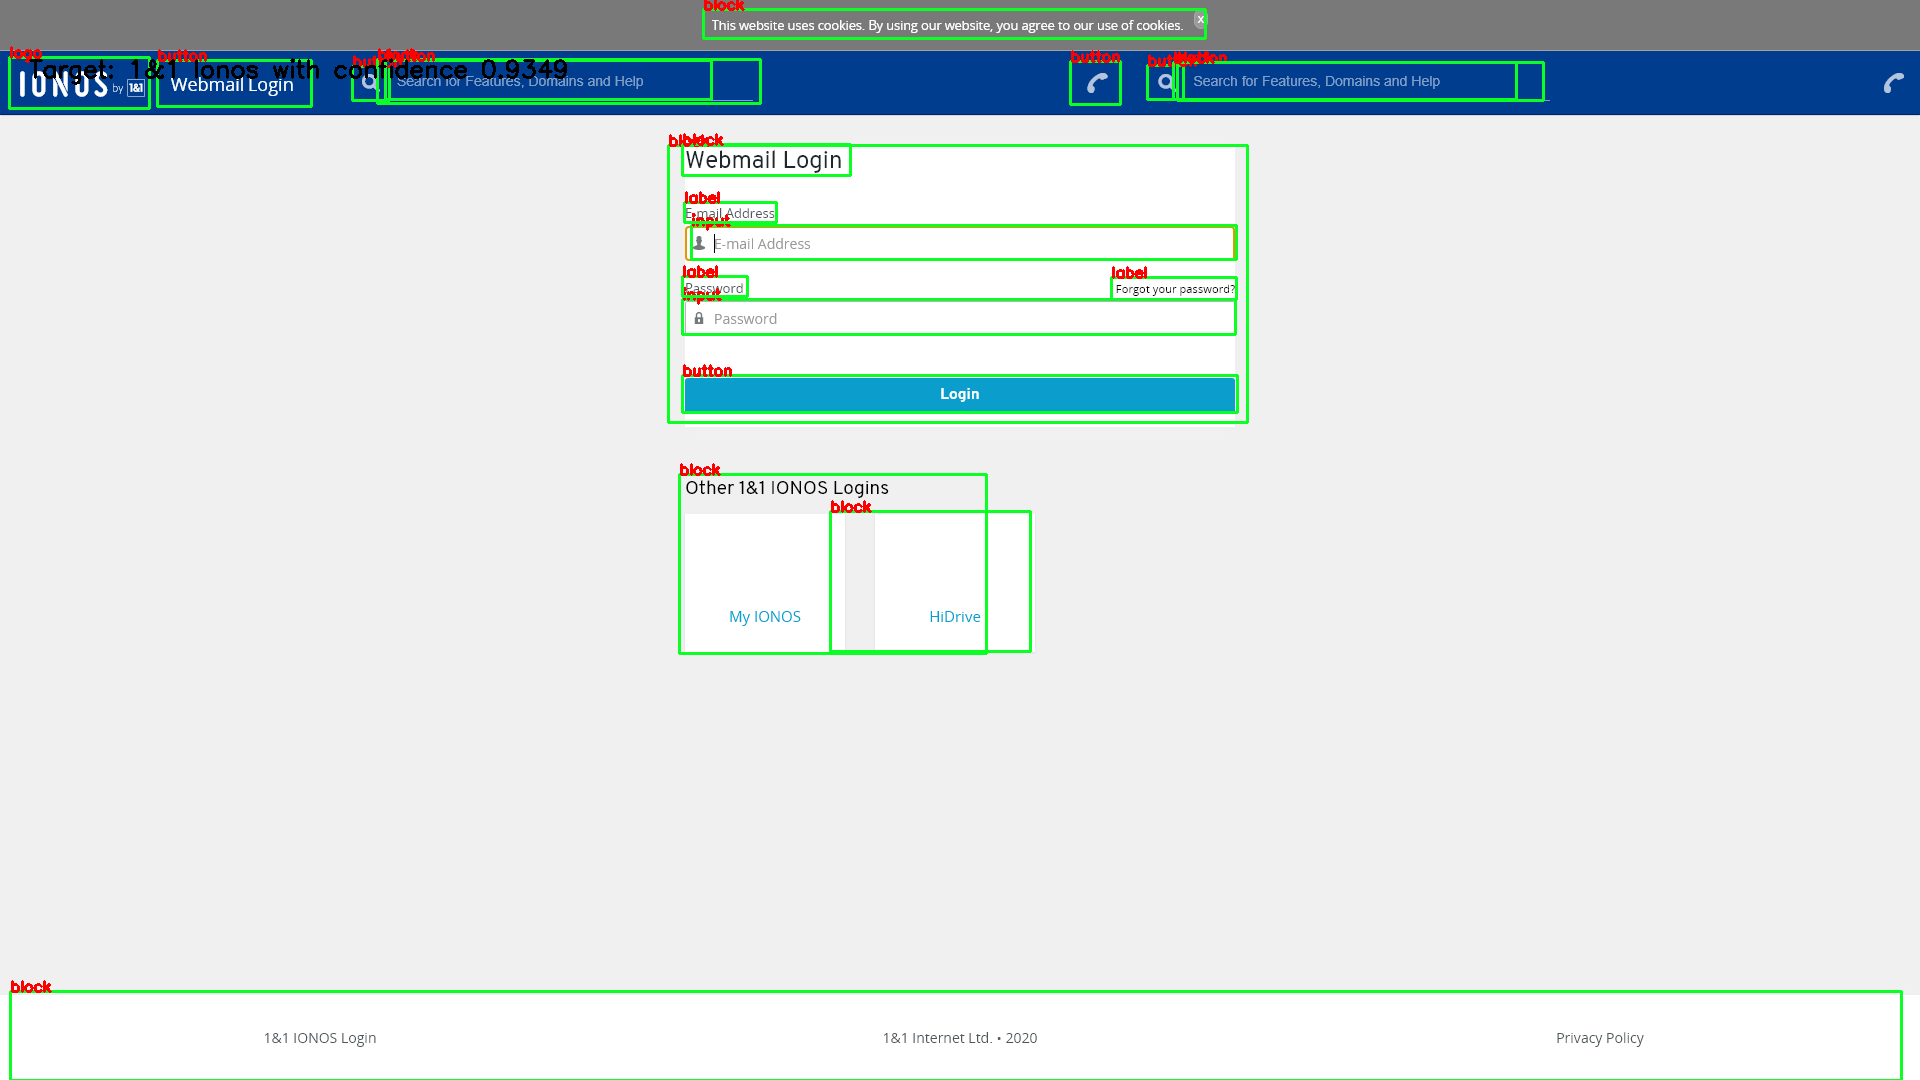 block
This website uses cookies. By using our website, you agree to our use of cookies.
x
logo
button
button
button
button
button
Target: 1&1 Ionos with confidence 0.9349
IONOS by 1&1
Webmail Login
Search for Features, Domains and Help
Search for Features, Domains and Help
block
block
Webmail Login
label
E-mail Address
input
E-mail Address
label
Password
label
Forgot your password?
input
Password
button
Login
block
Other 1&1 IONOS Logins
block
My IONOS
HiDrive
block
1&1 IONOS Login
1&1 Internet Ltd. • 2020
Privacy Policy